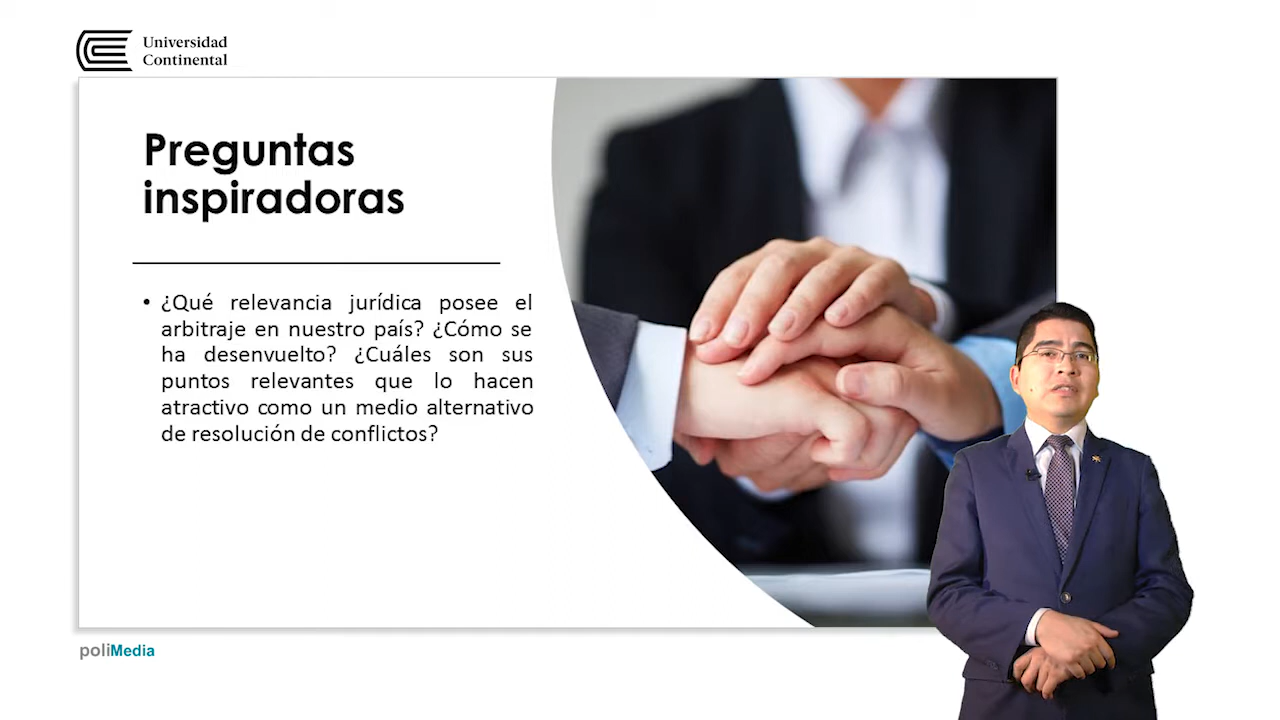 Universidad
Continental
Preguntas
inspiradoras
• ¿Qué relevancia jurídica posee el
arbitraje en nuestro país? ¿Cómo se
ha desenvuelto? ¿Cuáles son sus
puntos relevantes que lo hacen
atractivo como un medio alternativo
de resolución de conflictos?
poliMedia